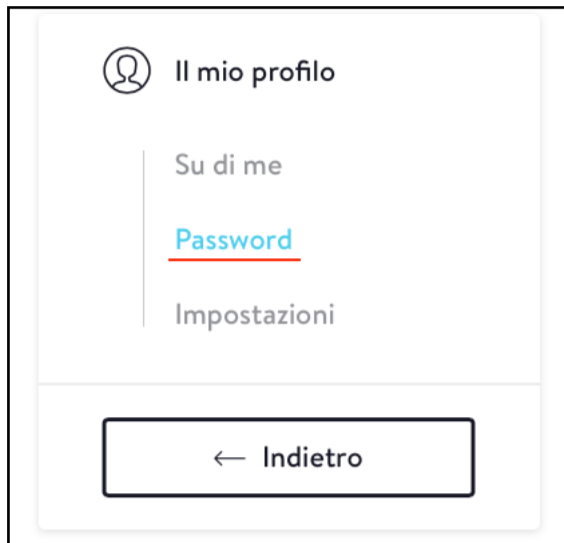 Il mio profilo
Su di me
Password
Impostazioni
← Indietro